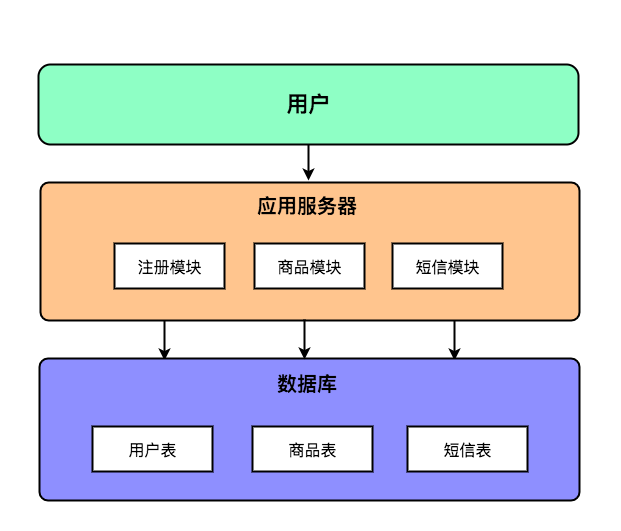 用户
应用服务器
注册模块
商品模块
短信模块
数据库
用户表
商品表
短信表